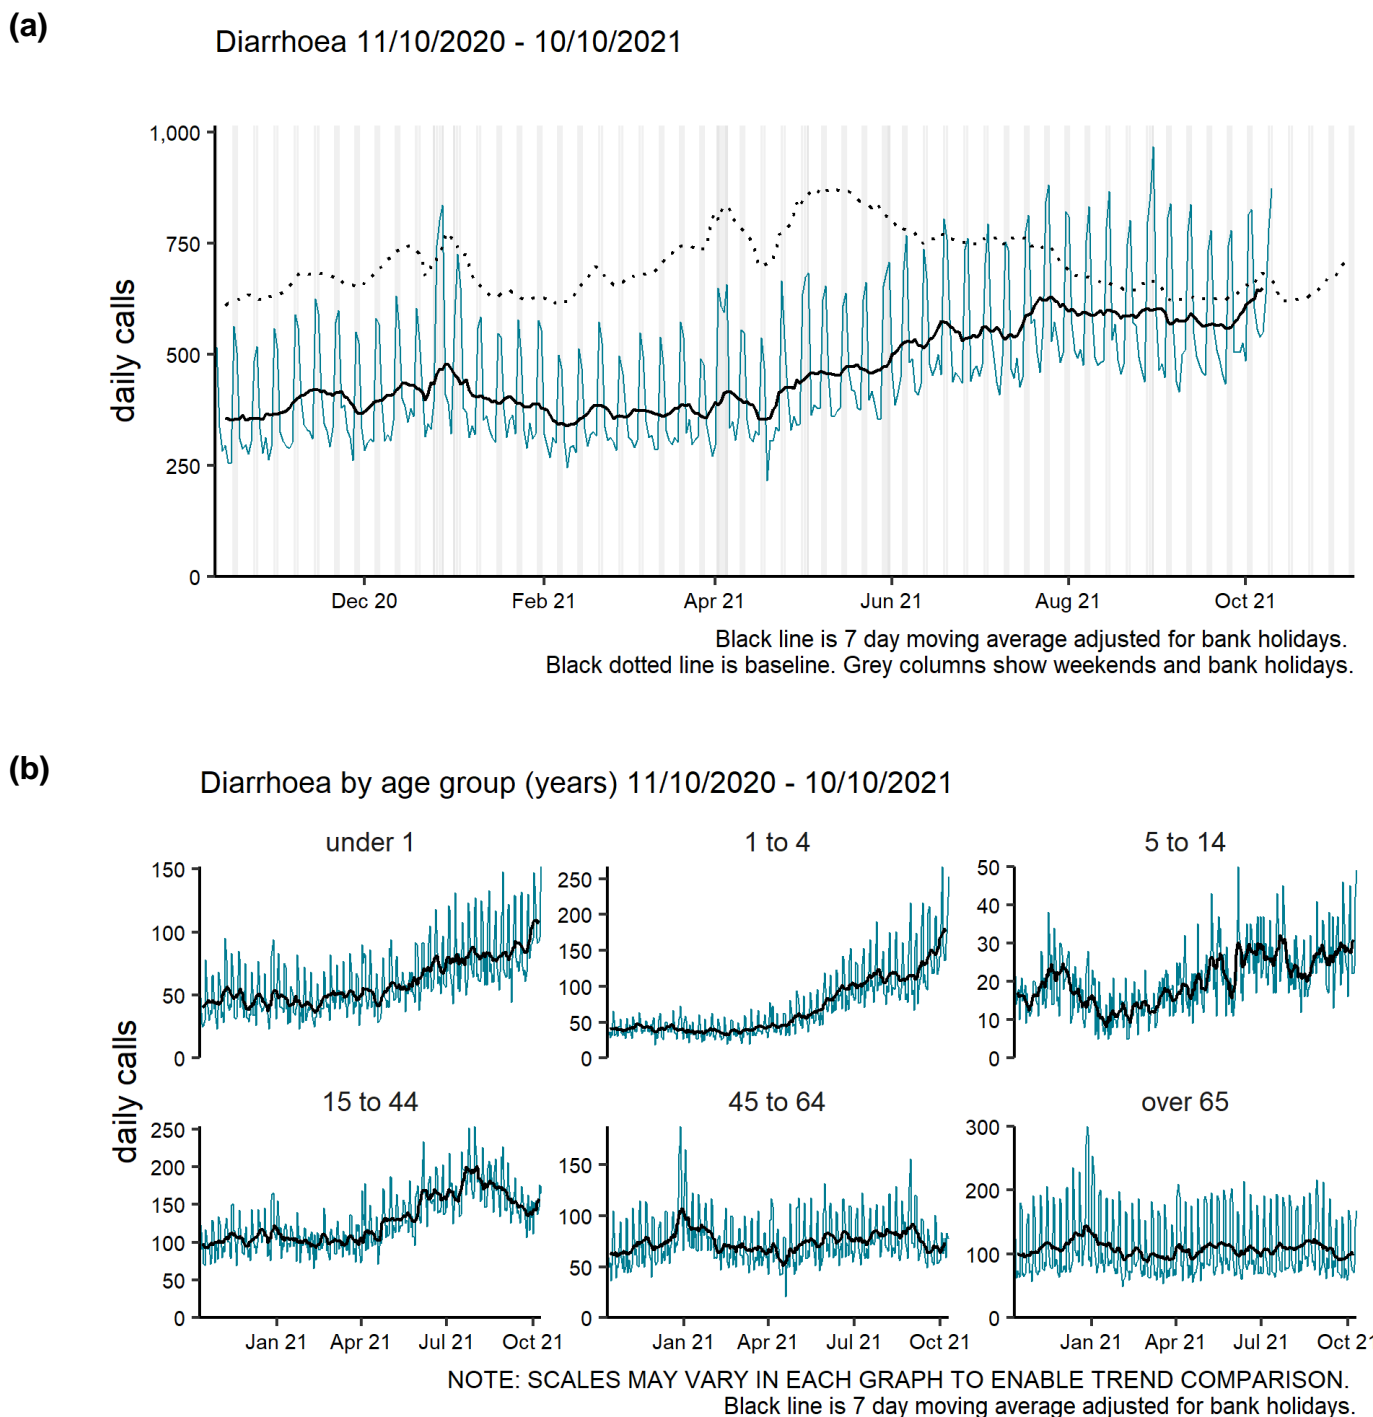 (a)
Diarrhoea 11/10/2020 - 10/10/2021
1,000
750
500
250
0
daily calls
Dec 20 Feb 21 Apr 21 Jun 21 Aug 21 Oct 21
Black line is 7 day moving average adjusted for bank holidays.
Black dotted line is baseline. Grey columns show weekends and bank holidays.
(b)
Diarrhoea by age group (years) 11/10/2020 - 10/10/2021
daily calls
under 1
150
100
50
0
1 to 4
250
200
150
100
50
0
5 to 14
50
40
30
20
10
0
15 to 44
250
200
150
100
50
0
Jan 21 Apr 21 Jul 21 Oct 21
45 to 64
150
100
50
0
Jan 21 Apr 21 Jul 21 Oct 21
over 65
300
200
100
0
Jan 21 Apr 21 Jul 21 Oct 21
NOTE: SCALES MAY VARY IN EACH GRAPH TO ENABLE TREND COMPARISON.
Black line is 7 day moving average adjusted for bank holidays.